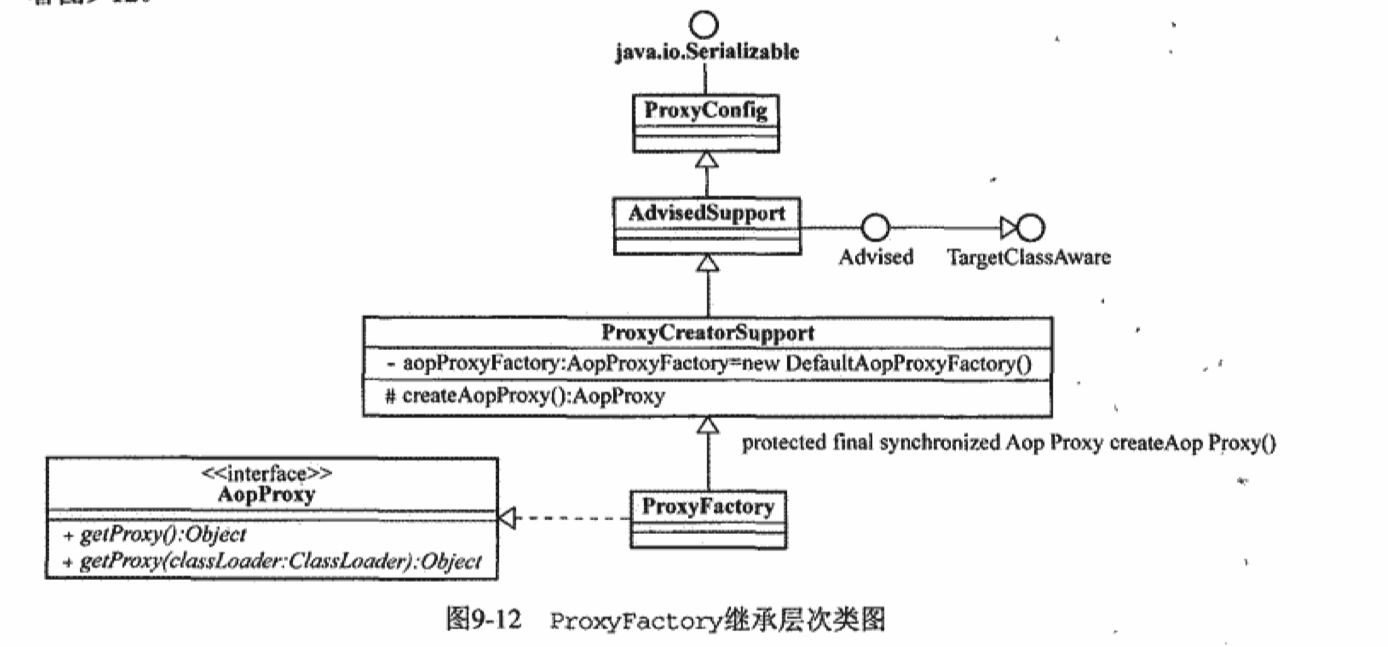 java.io.Serializable
ProxyConfig
AdvisedSupport
Advised
TargetClassAware
ProxyCreatorSupport
- aopProxyFactory:AopProxyFactory=new DefaultAopProxyFactory()
# createAopProxy():AopProxy
protected final synchronized Aop Proxy createAop Proxy()
<<interface>>
AopProxy
+ getProxy():Object
+ getProxy(classLoader:ClassLoader):Object
ProxyFactory
图9-12 ProxyFactory继承层次类图